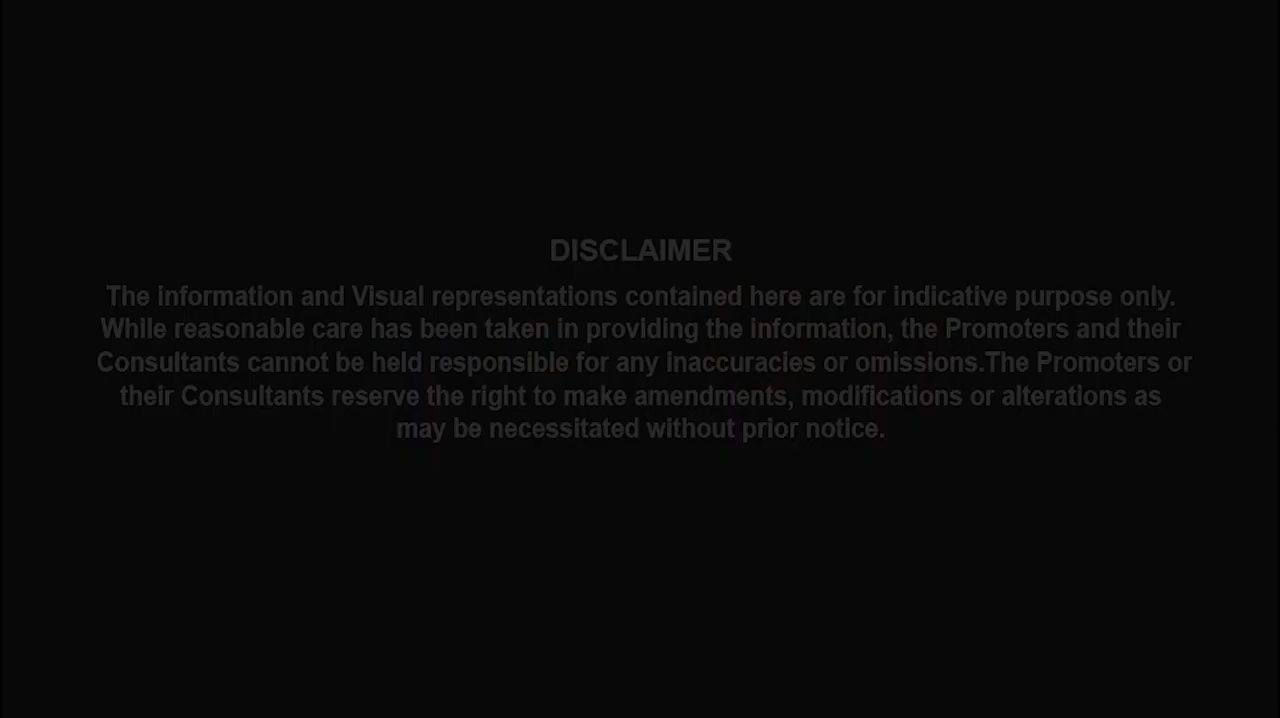 DISCLAIMER
The information and Visual representations contained here are for indicative purpose only.
While reasonable care has been taken in providing the information, the Promoters and their
Consultants cannot be held responsible for any inaccuracies or omissions.The Promoters or
their Consultants reserve the right to make amendments, modifications or alterations as
may be necessitated without prior notice.